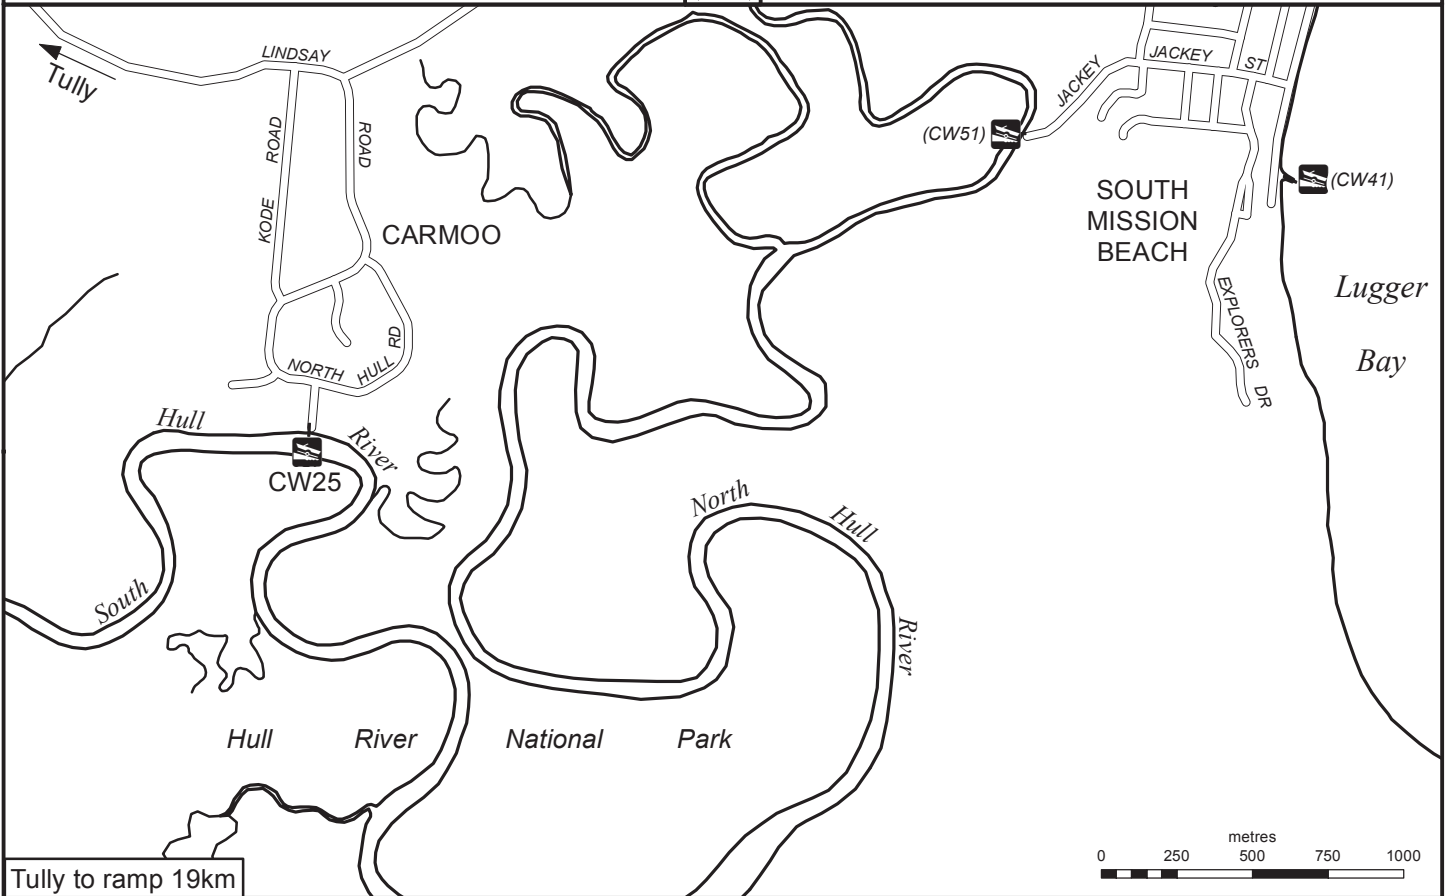 LINDSAY
Tully
ROAD
KODE
ROAD
CARMOO
JACKEY
JACKEY
ST
(CW51)
SOUTH
MISSION
BEACH
(CW41)
Lugger
Bay
EXPLORERS
DR
NORTH
HULL
RD
Hull
River
CW25
South
North
Hull
River
Hull River National Park
metres
0 250 500 750 1000
Tully to ramp 19km